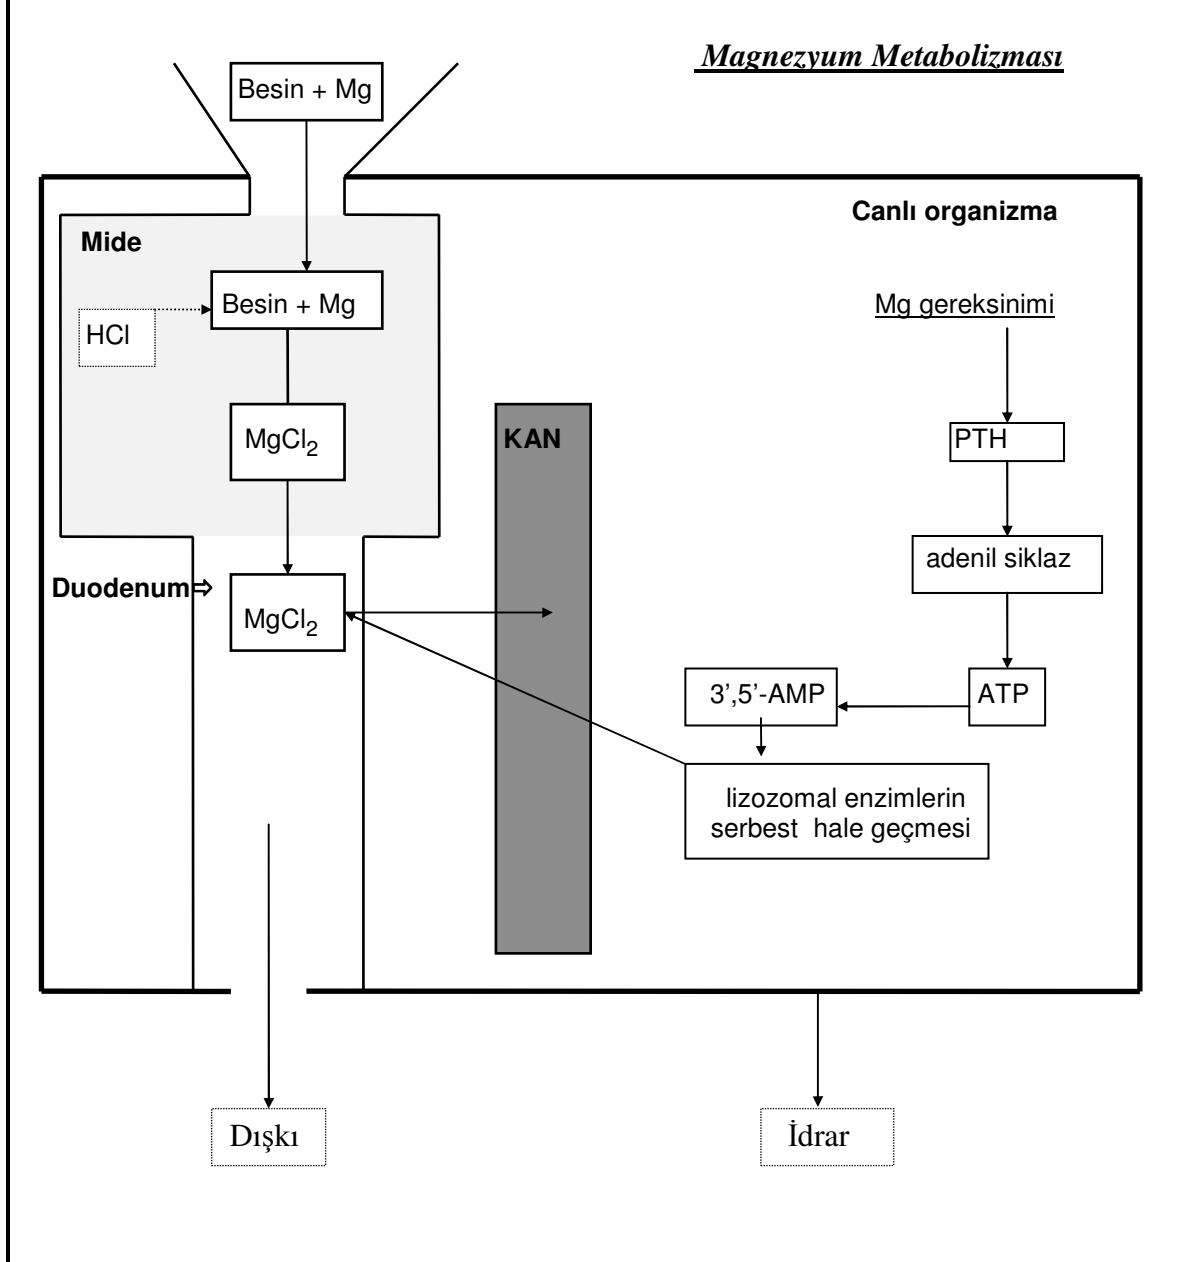 Magnezyum Metabolizması
Besin + Mg
Canlı organizma
Mide
Besin + Mg
HCl
MgCl2
KAN
Mg gereksinimi
PTH
adenil siklaz
Duodenum⇨
MgCl2
3’,5’-AMP
ATP
lizozomal enzimlerin
serbest hale geçmesi
Dışkı
İdrar